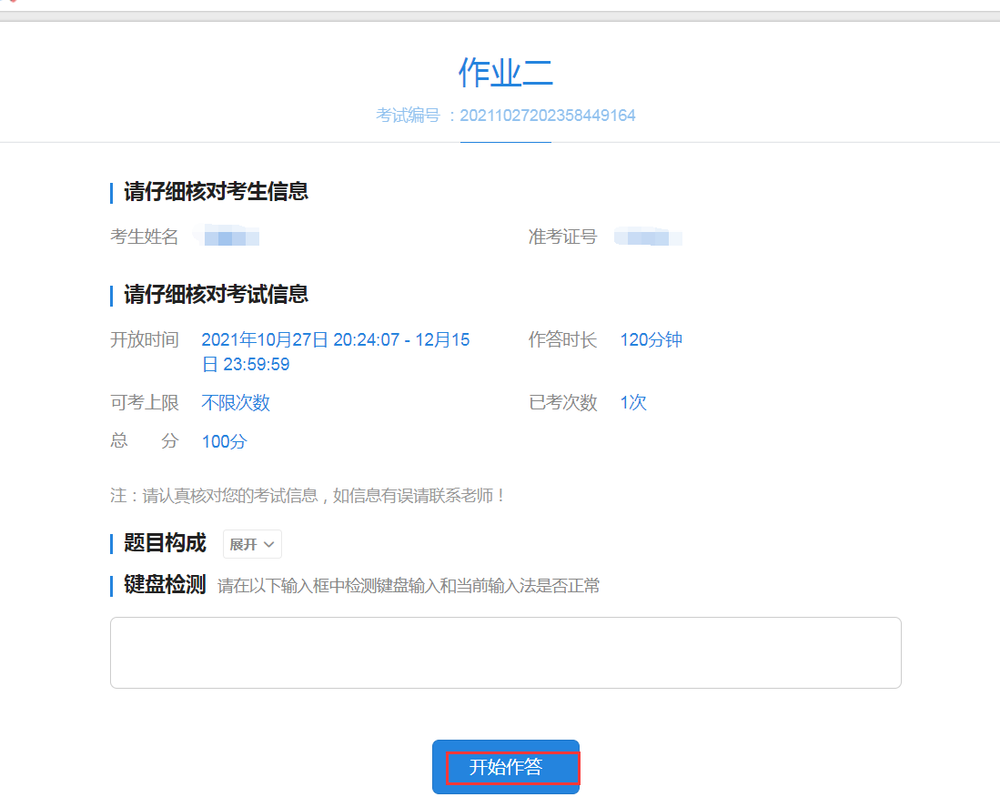 作业二
考试编号 ：20211027202358449164
请仔细核对考生信息
考生姓名 准考证号
请仔细核对考试信息
开放时间 2021年10月27日 20:24:07 - 12月15 作答时长 120分钟
日 23:59:59
可考上限 不限次数 已考次数 1次
总 分 100分
注：请认真核对您的考试信息，如信息有误请联系老师！
题目构成 展开
键盘检测 请在以下输入框中检测键盘输入和当前输入法是否正常
开始作答